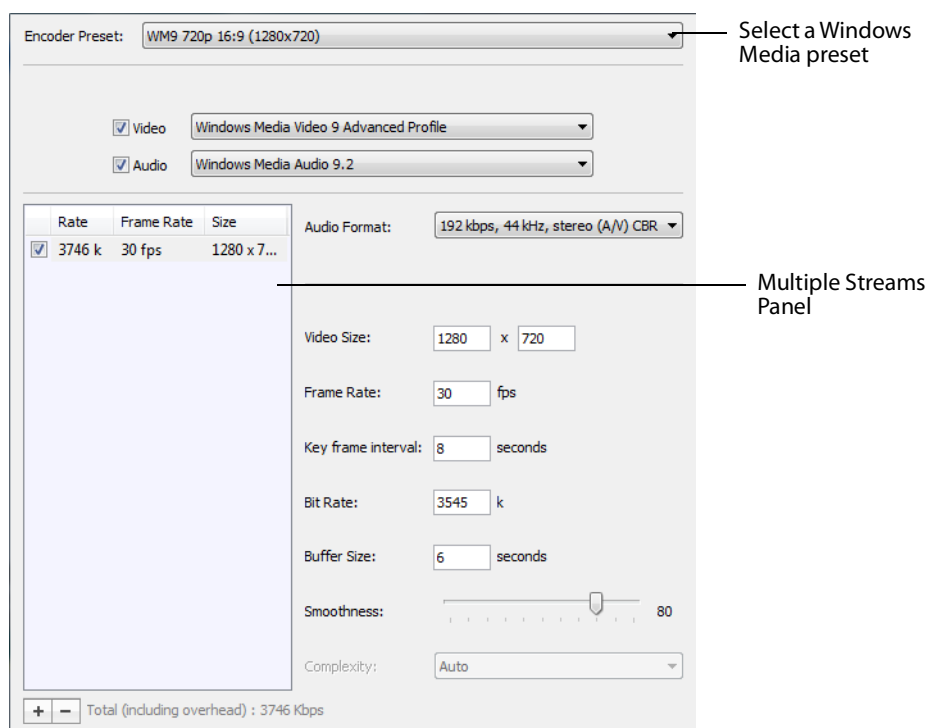 Encoder Preset: WM9 720p 16:9 (1280x720)
Select a Windows
Media preset
Video Windows Media Video 9 Advanced Profile
Audio Windows Media Audio 9.2
Rate Frame Rate Size
3746 k 30 fps 1280 x 7...
Audio Format: 192 kbps, 44 kHz, stereo (A/V) CBR
Multiple Streams
Panel
Video Size: 1280 x 720
Frame Rate: 30 fps
Key frame interval: 8 seconds
Bit Rate: 3545 k
Buffer Size: 6 seconds
Smoothness: 80
Complexity: Auto
+ − Total (including overhead) : 3746 Kbps